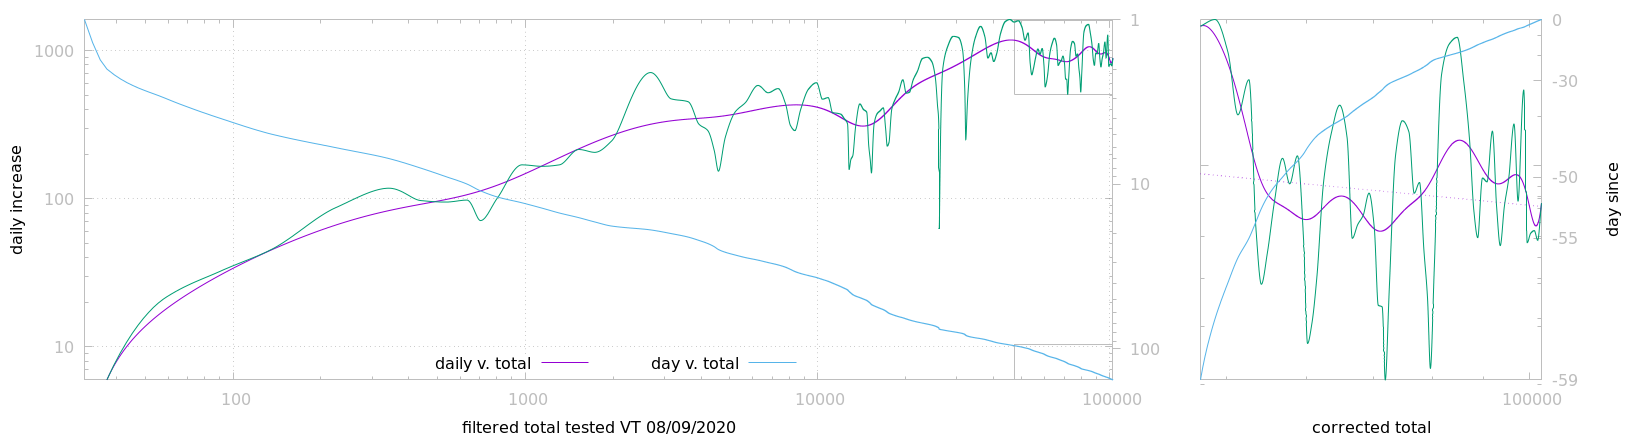 1000
100
10
daily increase
1
10
100
daily v. total
day v. total
100
1000
10000
100000
filtered total tested VT 08/09/2020
0
-30
-50
-55
-59
day since
100000
corrected total